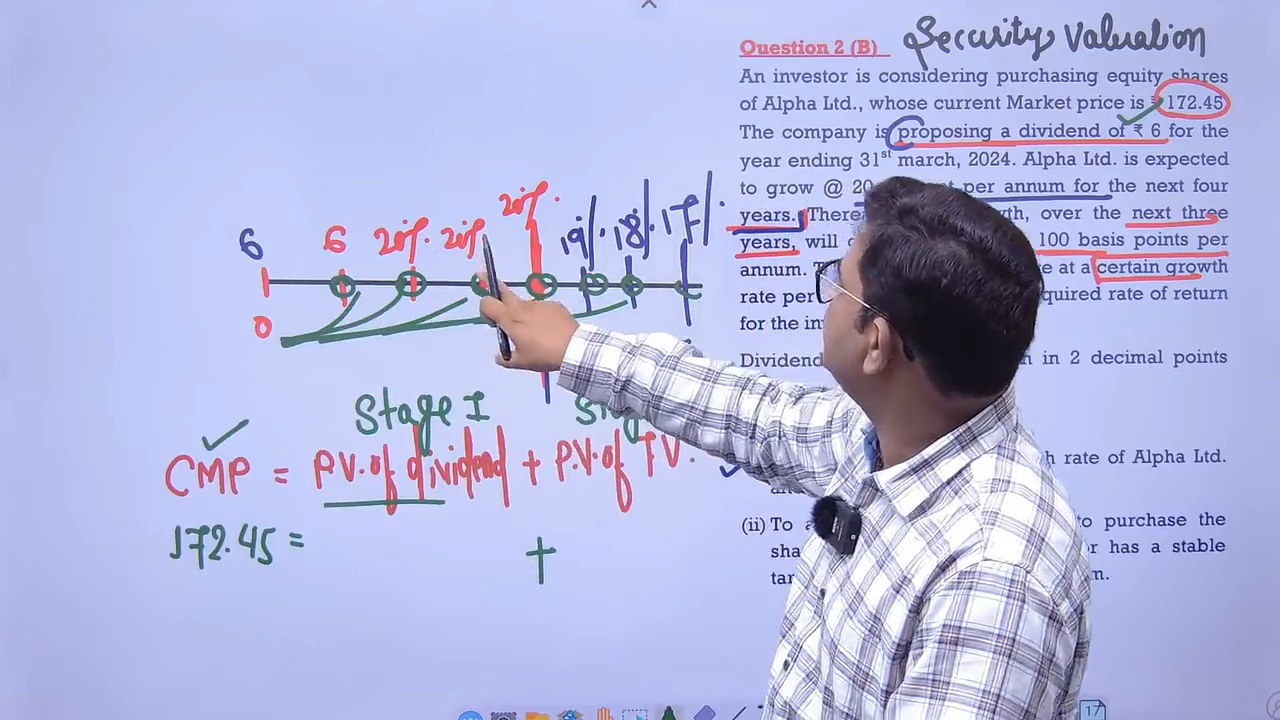 Security Valuation
Question 2 (B)
An investor is considering purchasing equity shares
of Alpha Ltd., whose current Market price is ₹ 172.45
The company is proposing a dividend of ₹ 6 for the
year ending 31st march, 2024. Alpha Ltd. is expected
to grow @ 20 per annum for the next four
years. over the next three
years, will 100 basis points per
annum. at a certain growth
rate per required rate of return
for the
Dividend in 2 decimal points
rate of Alpha Ltd.
(ii) To to purchase the
has a stable
6 6 20%. 20% 20%. 19%. 18%. 17%.
0
Stage I
CMP = P.V. of dividend + P.V. of TV.
172.45 = +
17